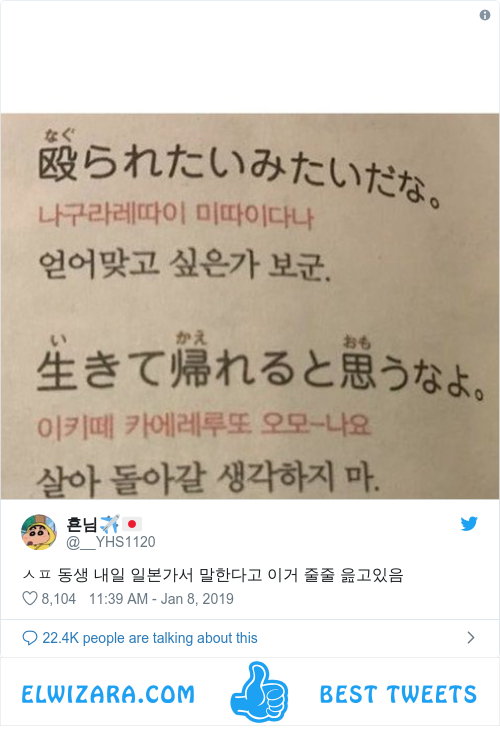 なぐ
殴られたいみたいだな。
나구라레따이 미따이다나
얻어맞고 싶은가 보군.
い かえ おも
生きて帰れると思うなよ。
이키떼 카에레루또 오모-나요
살아 돌아갈 생각하지 마.
흔님✈️🇯🇵
@__YHS1120
ㅅㅍ 동생 내일 일본가서 말한다고 이거 줄줄 읊고있음
8,104 11:39 AM - Jan 8, 2019
22.4K people are talking about this
ELWIZARA.COM BEST TWEETS